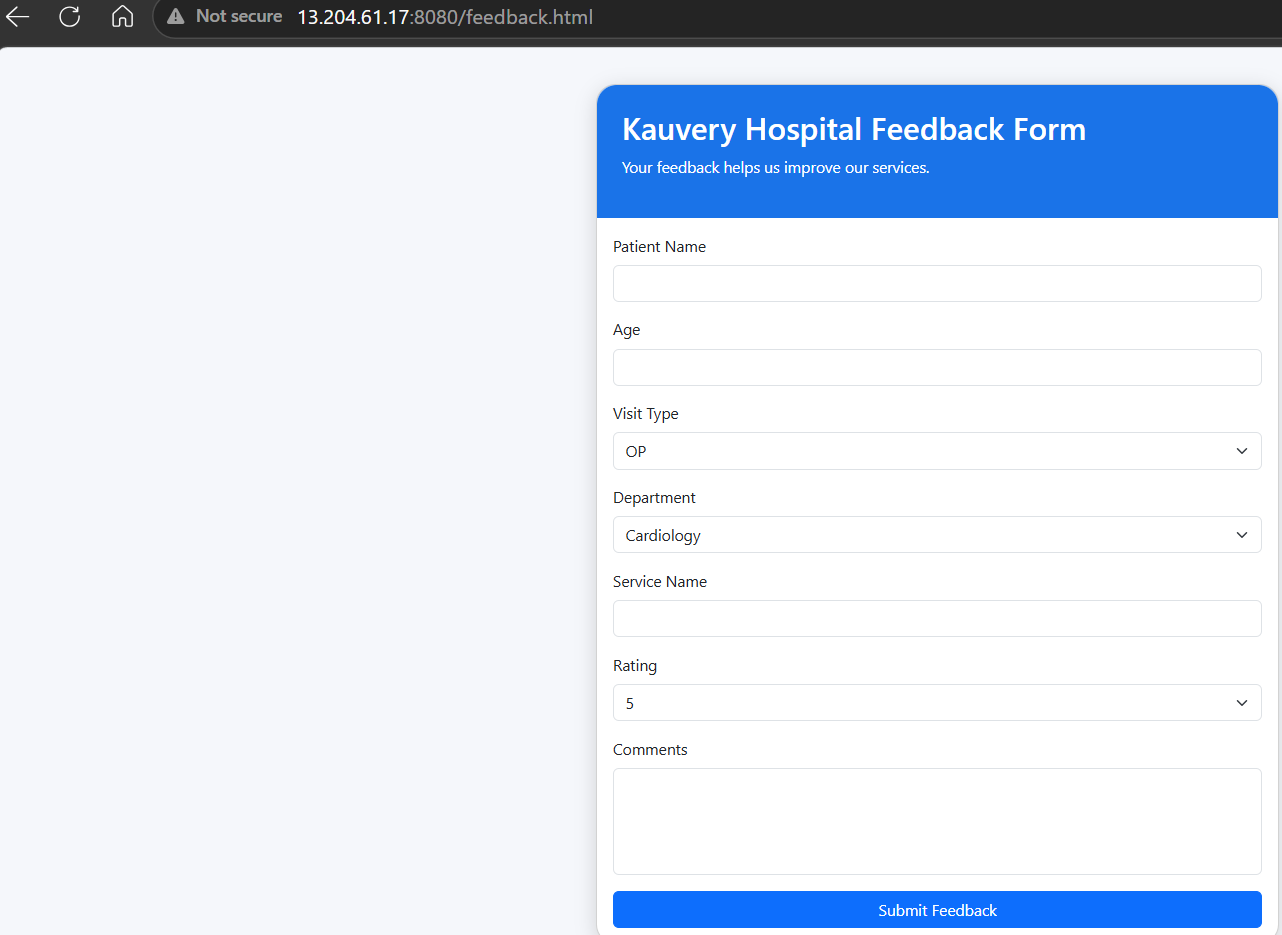 Not secure 13.204.61.17:8080/feedback.html
Kauvery Hospital Feedback Form
Your feedback helps us improve our services.
Patient Name
Age
Visit Type
OP
Department
Cardiology
Service Name
Rating
5
Comments
Submit Feedback